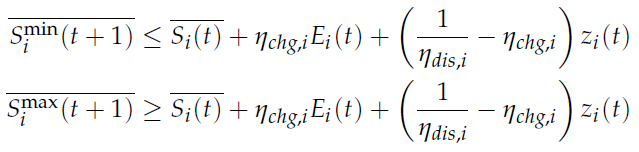 $\overline{S_i^{\min}(t+1)} \leq \overline{S_i(t)} + \eta_{chg,i} E_i(t) + \left( \frac{1}{\eta_{dis,i}} - \eta_{chg,i} \right) z_i(t)$
$\overline{S_i^{\max}(t+1)} \geq \overline{S_i(t)} + \eta_{chg,i} E_i(t) + \left( \frac{1}{\eta_{dis,i}} - \eta_{chg,i} \right) z_i(t)$